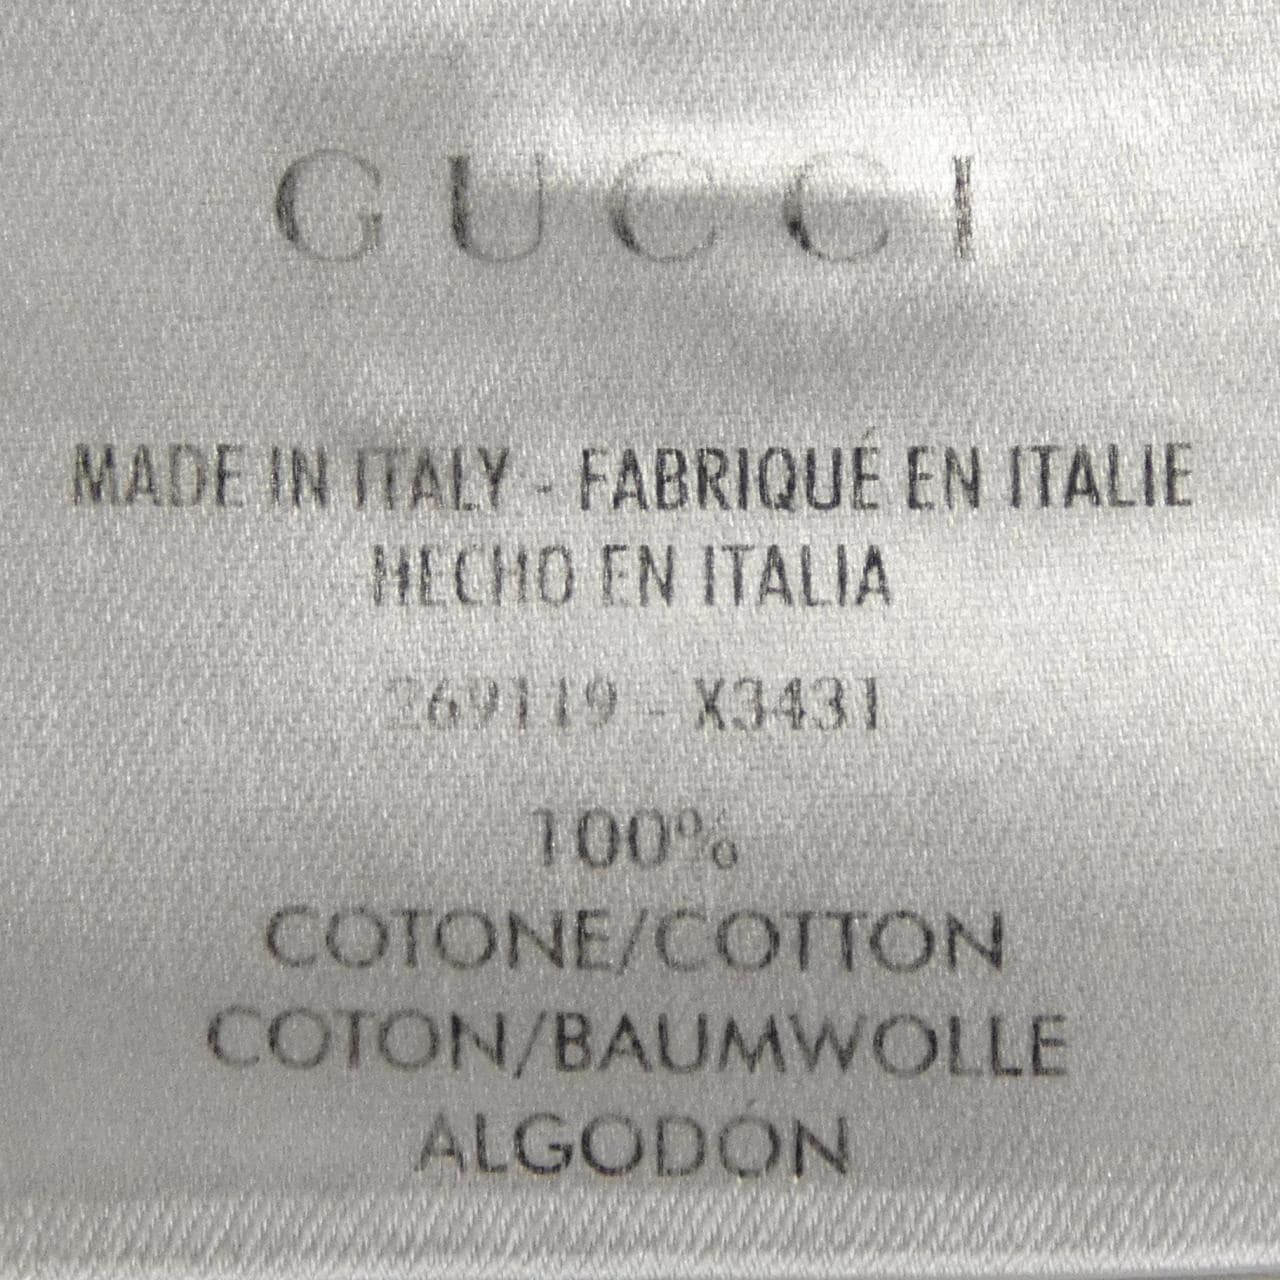 GUCCI
MADE IN ITALY - FABRIQUÉ EN ITALIE
HECHO EN ITALIA
269119 - X3431
100%
COTONE/COTTON
COTON/BAUMWOLLE
ALGODÓN